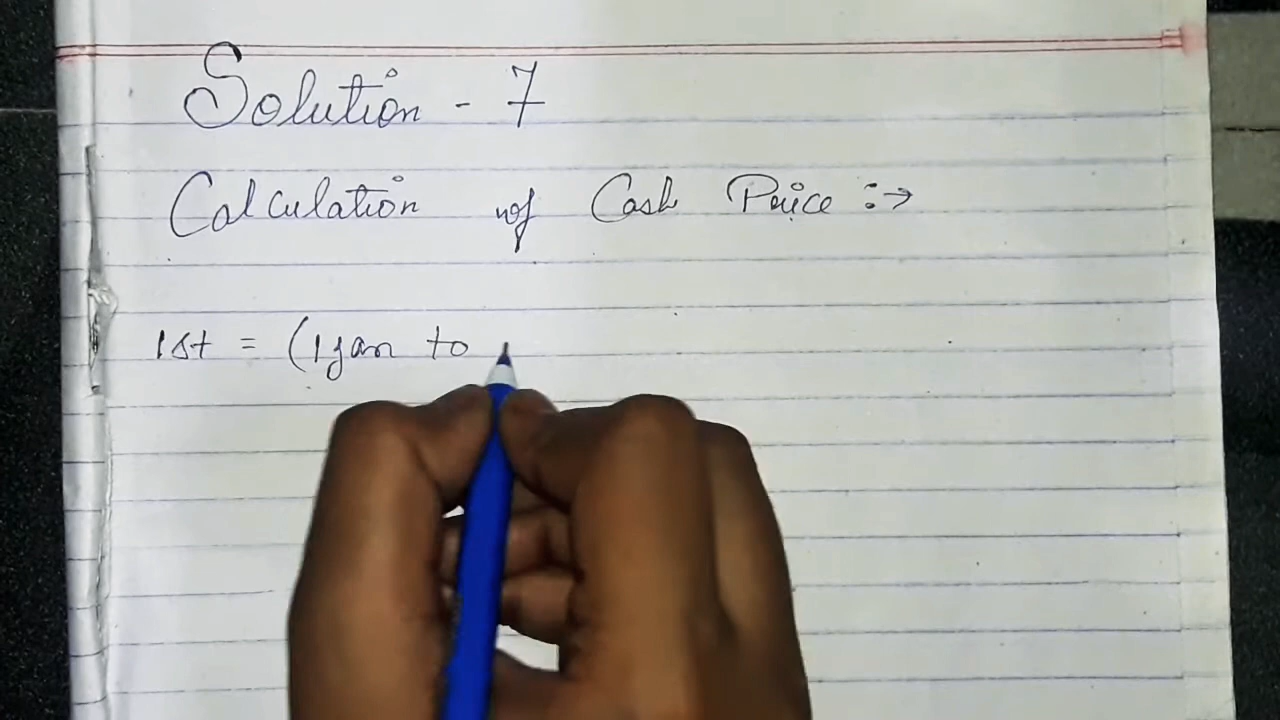 Solution - 7
Calculation of Cash Price :→
1st = (1 jan to